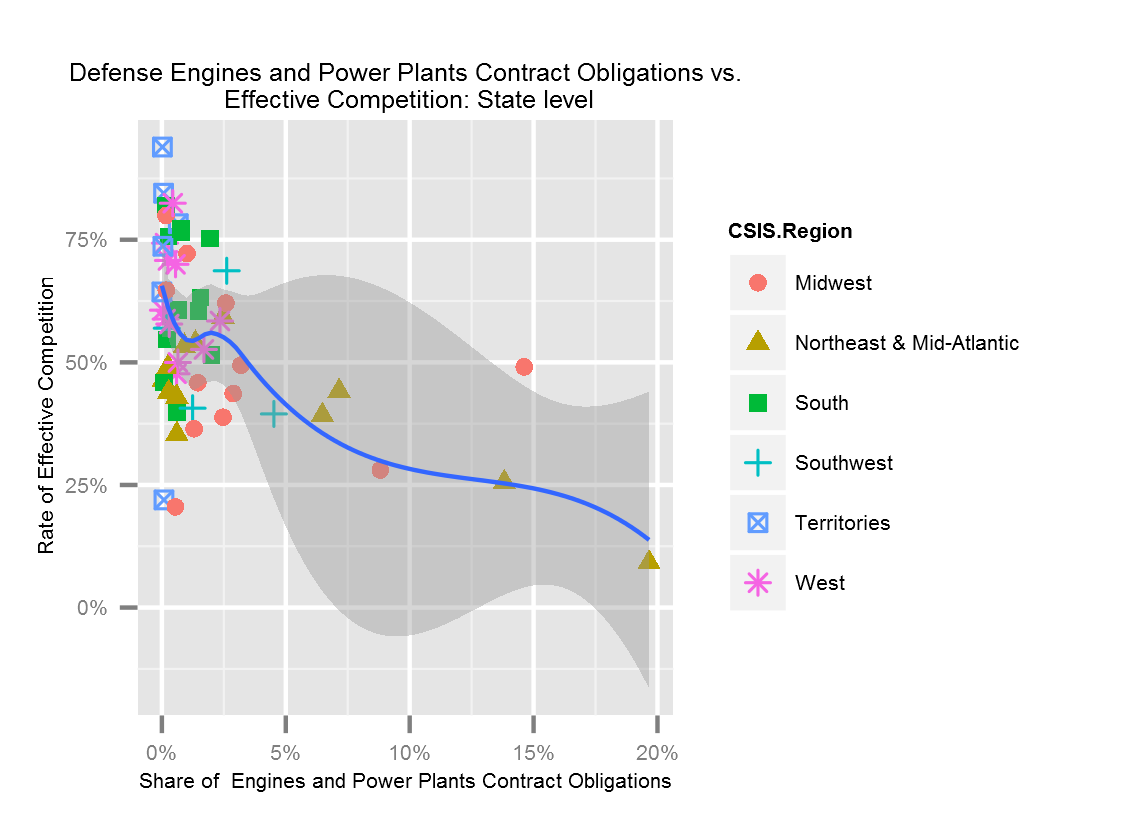 Defense Engines and Power Plants Contract Obligations vs.
Effective Competition: State level
Rate of Effective Competition
75%
50%
25%
0%
0%
5%
10%
15%
20%
Share of  Engines and Power Plants Contract Obligations
CSIS.Region
Midwest
Northeast & Mid-Atlantic
South
Southwest
Territories
West